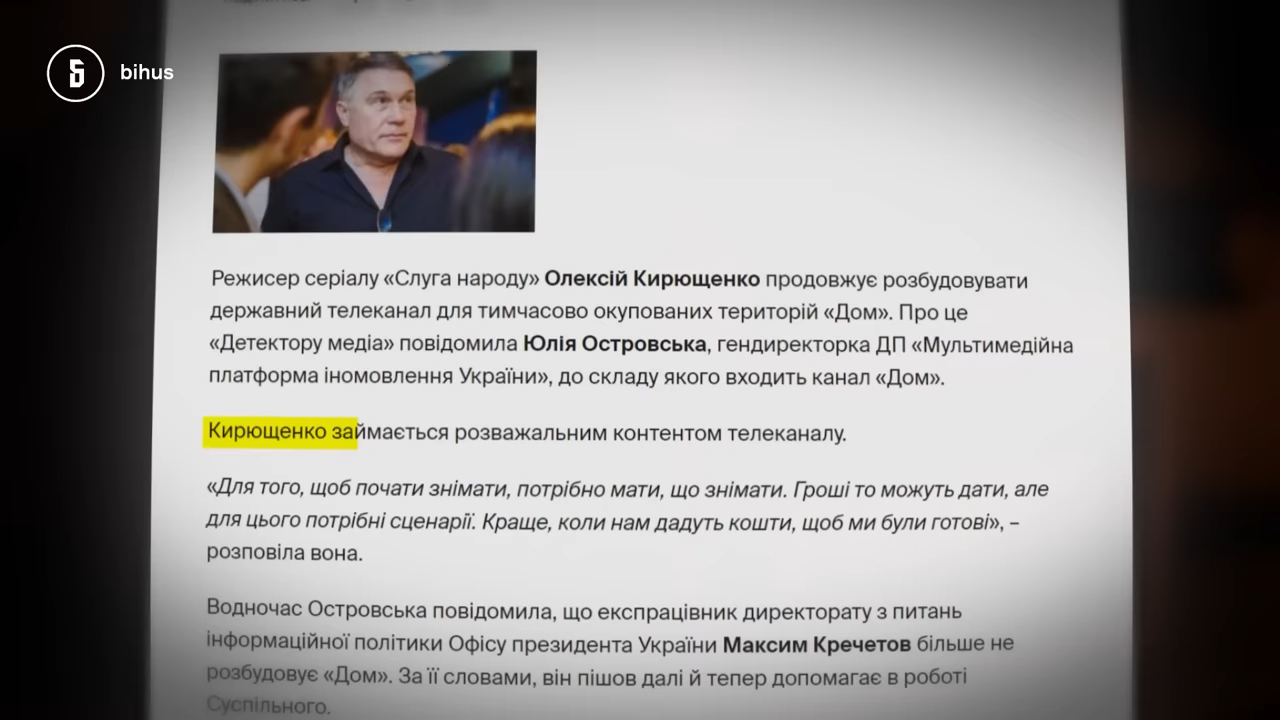 bihus
Режисер серіалу «Слуга народу» Олексій Кирющенко продовжує розбудовувати
державний телеканал для тимчасово окупованих територій «Дом». Про це
«Детектору медіа» повідомила Юлія Островська, гендиректорка ДП «Мультимедійна
платформа іномовлення України», до складу якого входить канал «Дом».
Кирющенко займається розважальним контентом телеканалу.
«Для того, щоб почати знімати, потрібно мати, що знімати. Гроші то можуть дати, але
для цього потрібні сценарії. Краще, коли нам дадуть кошти, щоб ми були готові», –
розповіла вона.
Водночас Островська повідомила, що експрацівник директорату з питань
інформаційної політики Офісу президента України Максим Кречетов більше не
розбудовує «Дом». За її словами, він пішов далі й тепер допомагає в роботі
Суспільного.